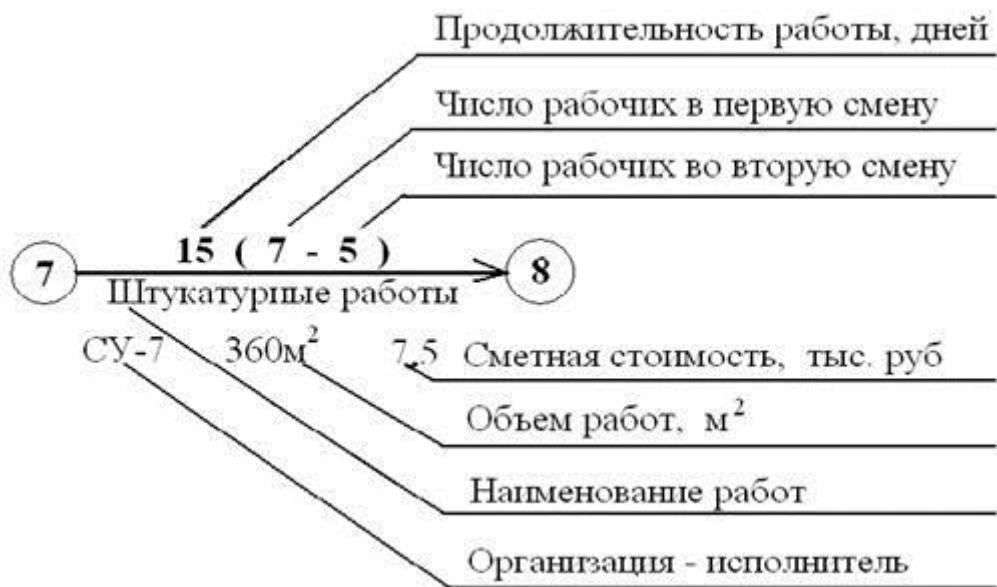 Продолжительность работы, дней
Число рабочих в первую смену
Число рабочих во вторую смену
15 ( 7 - 5 )
7
8
Штукатурные работы
СУ-7 360м² 7,5 Сметная стоимость, тыс. руб
Объем работ, м²
Наименование работ
Организация - исполнитель